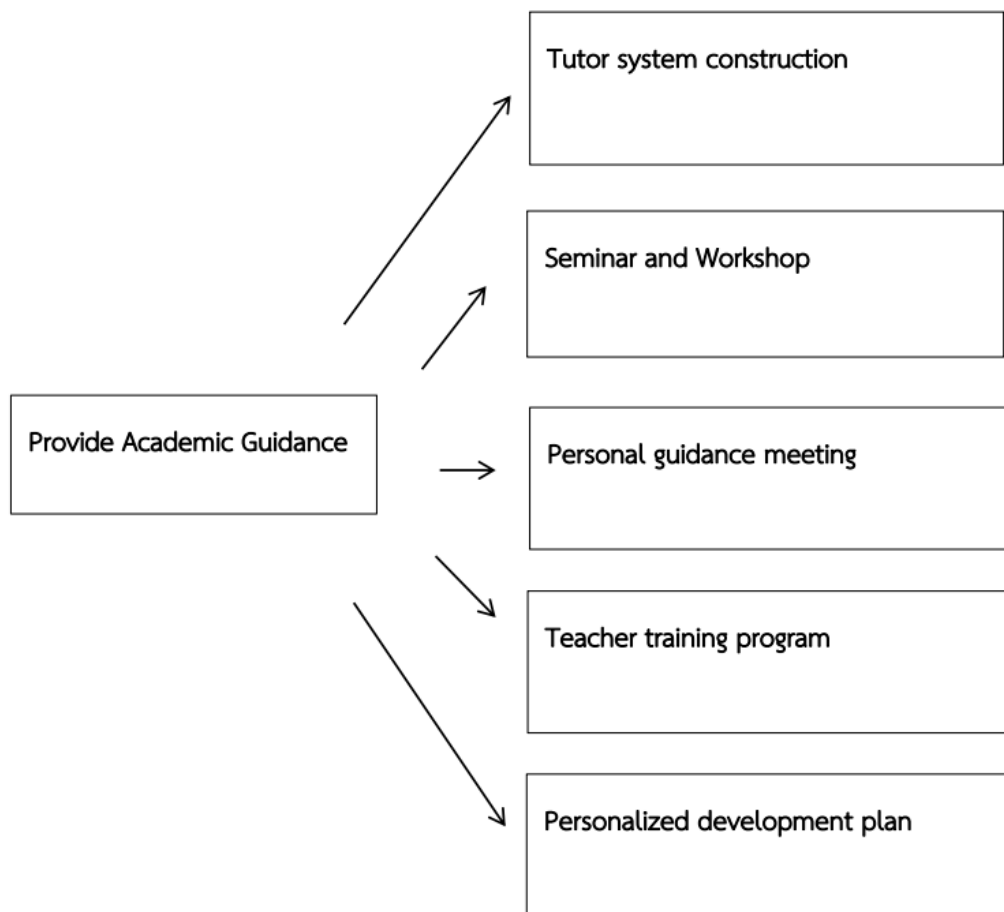 Tutor system construction
Seminar and Workshop
Provide Academic Guidance
Personal guidance meeting
Teacher training program
Personalized development plan